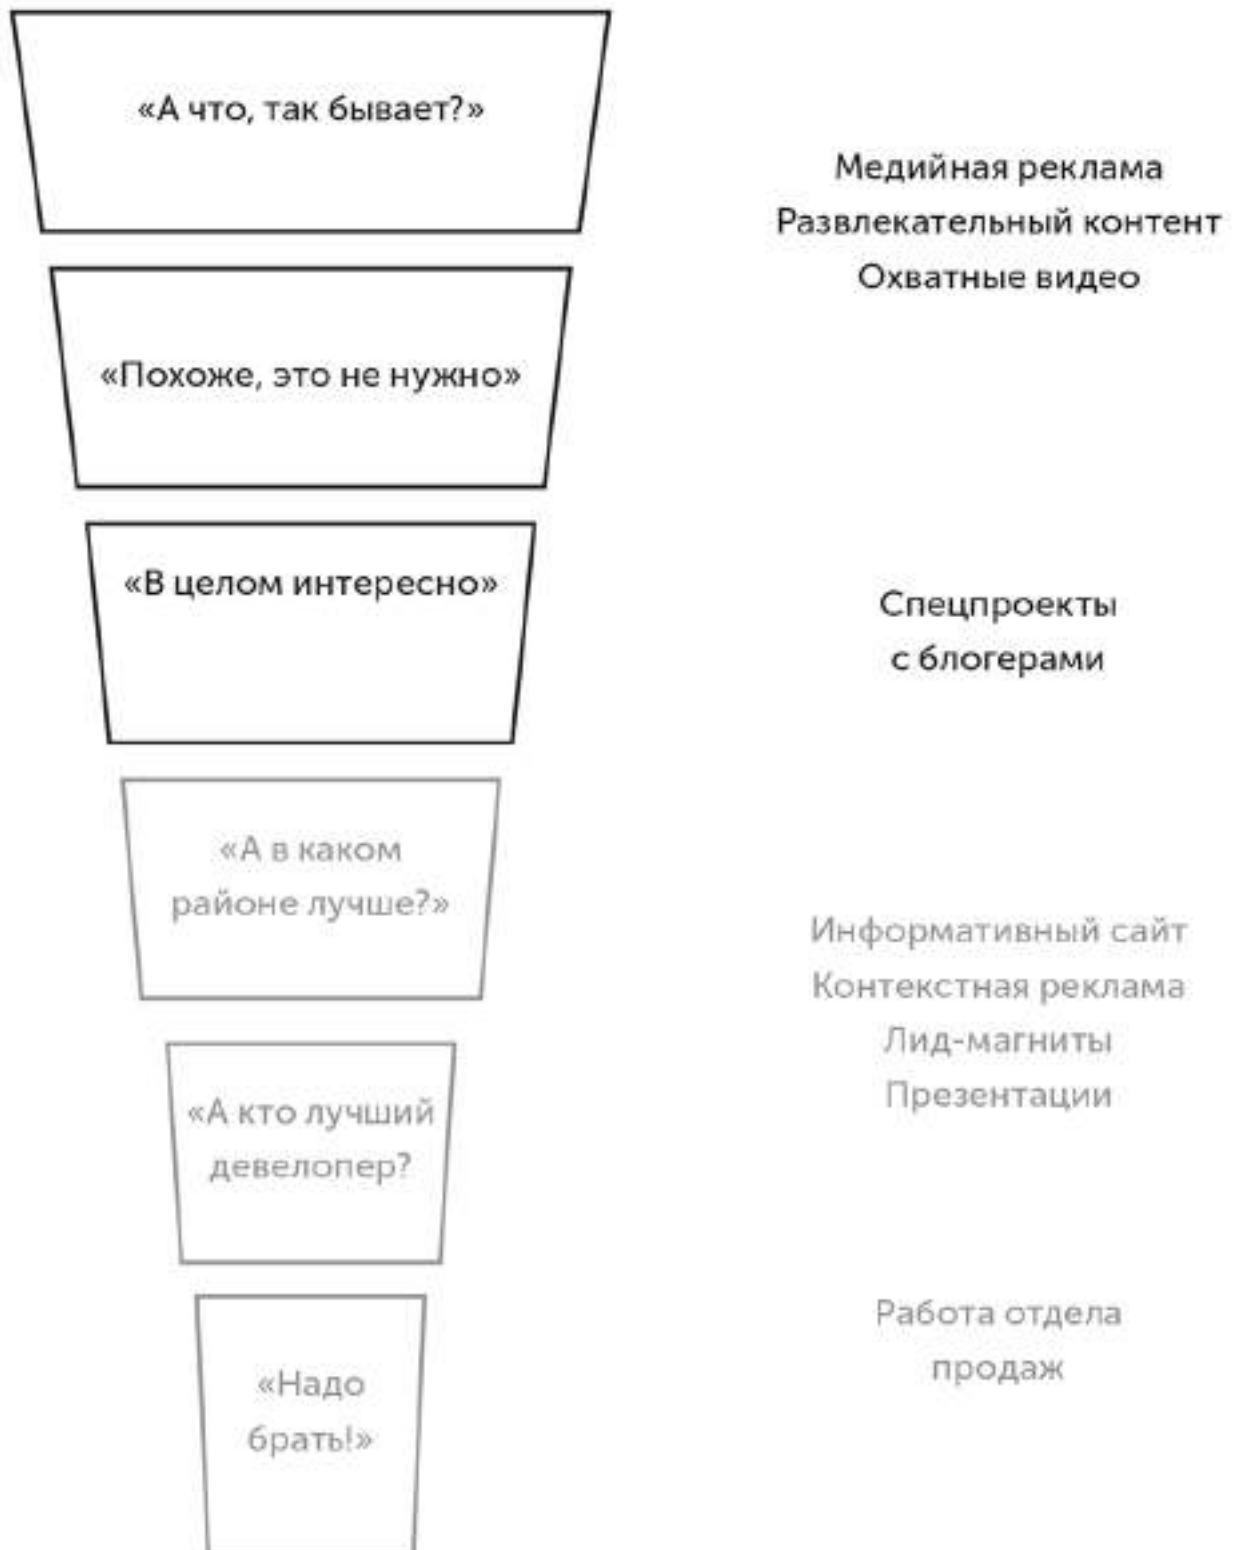 «А что, так бывает?»
Медийная реклама
Развлекательный контент
Охватные видео
«Похоже, это не нужно»
«В целом интересно»
Спецпроекты
с блогерами
«А в каком
районе лучше?»
Информативный сайт
Контекстная реклама
Лид-магниты
Презентации
«А кто лучший
девелопер?
Работа отдела
продаж
«Надо
брать!»